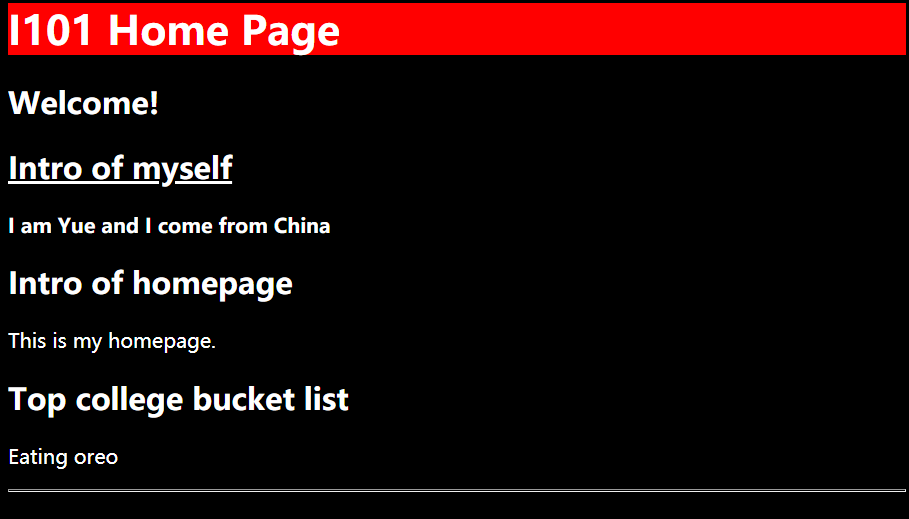 I101 Home Page
Welcome!
Intro of myself
I am Yue and I come from China
Intro of homepage
This is my homepage.
Top college bucket list
Eating oreo